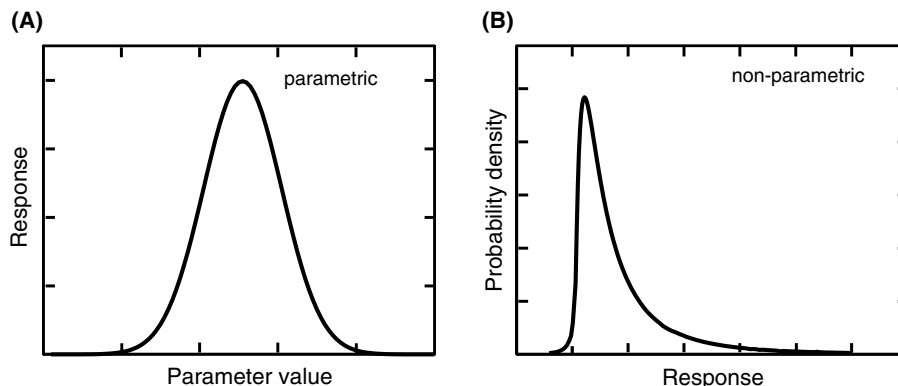 (A)
parametric
Response
Parameter value
(B)
non-parametric
Probability density
Response